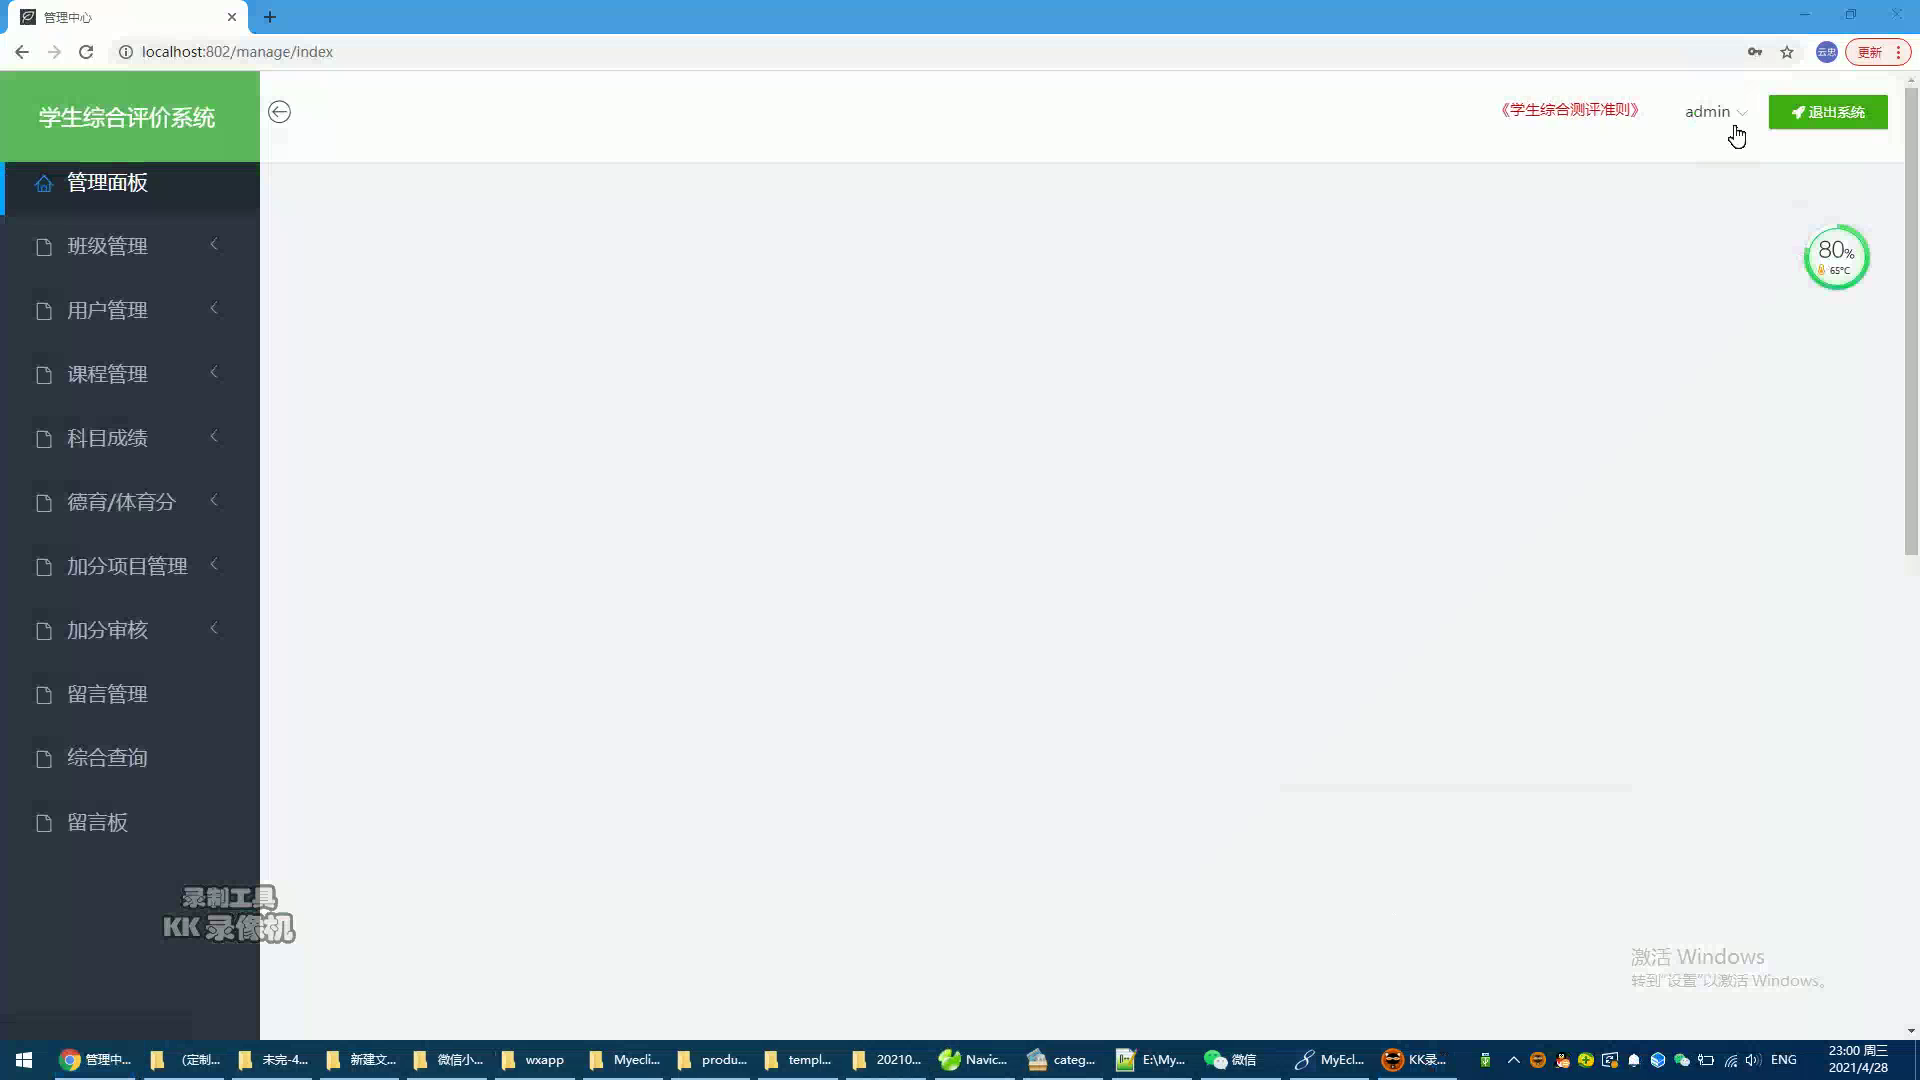 管理中心
localhost:802/manage/index
云忠
更新
学生综合评价系统
《学生综合测评准则》
admin
退出系统
管理面板
班级管理
用户管理
课程管理
科目成绩
德育/体育分
加分项目管理
加分审核
留言管理
综合查询
留言板
80%
65°C
录制工具
KK 录像机
激活 Windows
转到"设置"以激活 Windows。
管理中...
(定制...
未完-4...
新建文...
微信小...
wxapp
Myecli...
produ...
templ...
20210...
Navic...
categ...
E:\My...
微信
MyEcl...
KK录...
ENG
23:00 周三
2021/4/28